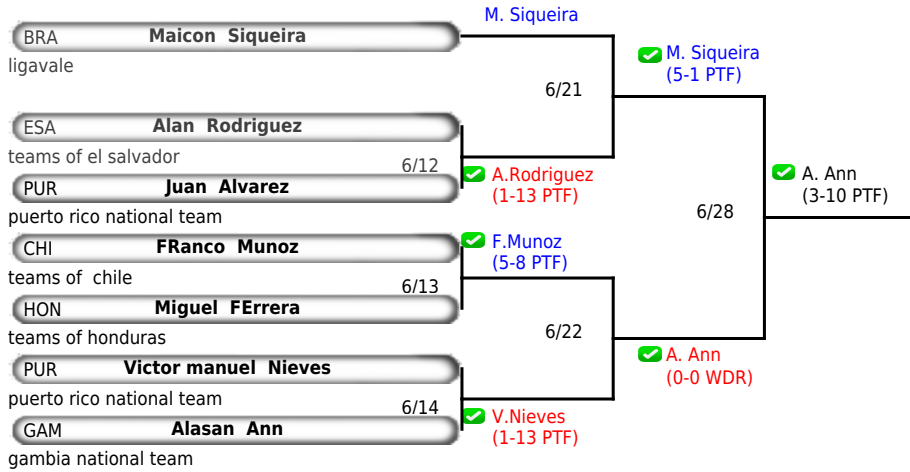 M. Siqueira
BRA Maicon Siqueira
ligavale
M. Siqueira
(5-1 PTF)
6/21
ESA Alan Rodriguez
teams of el salvador
6/12
A.Rodriguez
(1-13 PTF)
PUR Juan Alvarez
puerto rico national team
A. Ann
(3-10 PTF)
6/28
CHI FRanco Munoz
teams of chile
F.Munoz
(5-8 PTF)
6/13
HON Miguel FErrera
teams of honduras
6/22
PUR Victor manuel Nieves
puerto rico national team
A. Ann
(0-0 WDR)
6/14
V.Nieves
(1-13 PTF)
GAM Alasan Ann
gambia national team